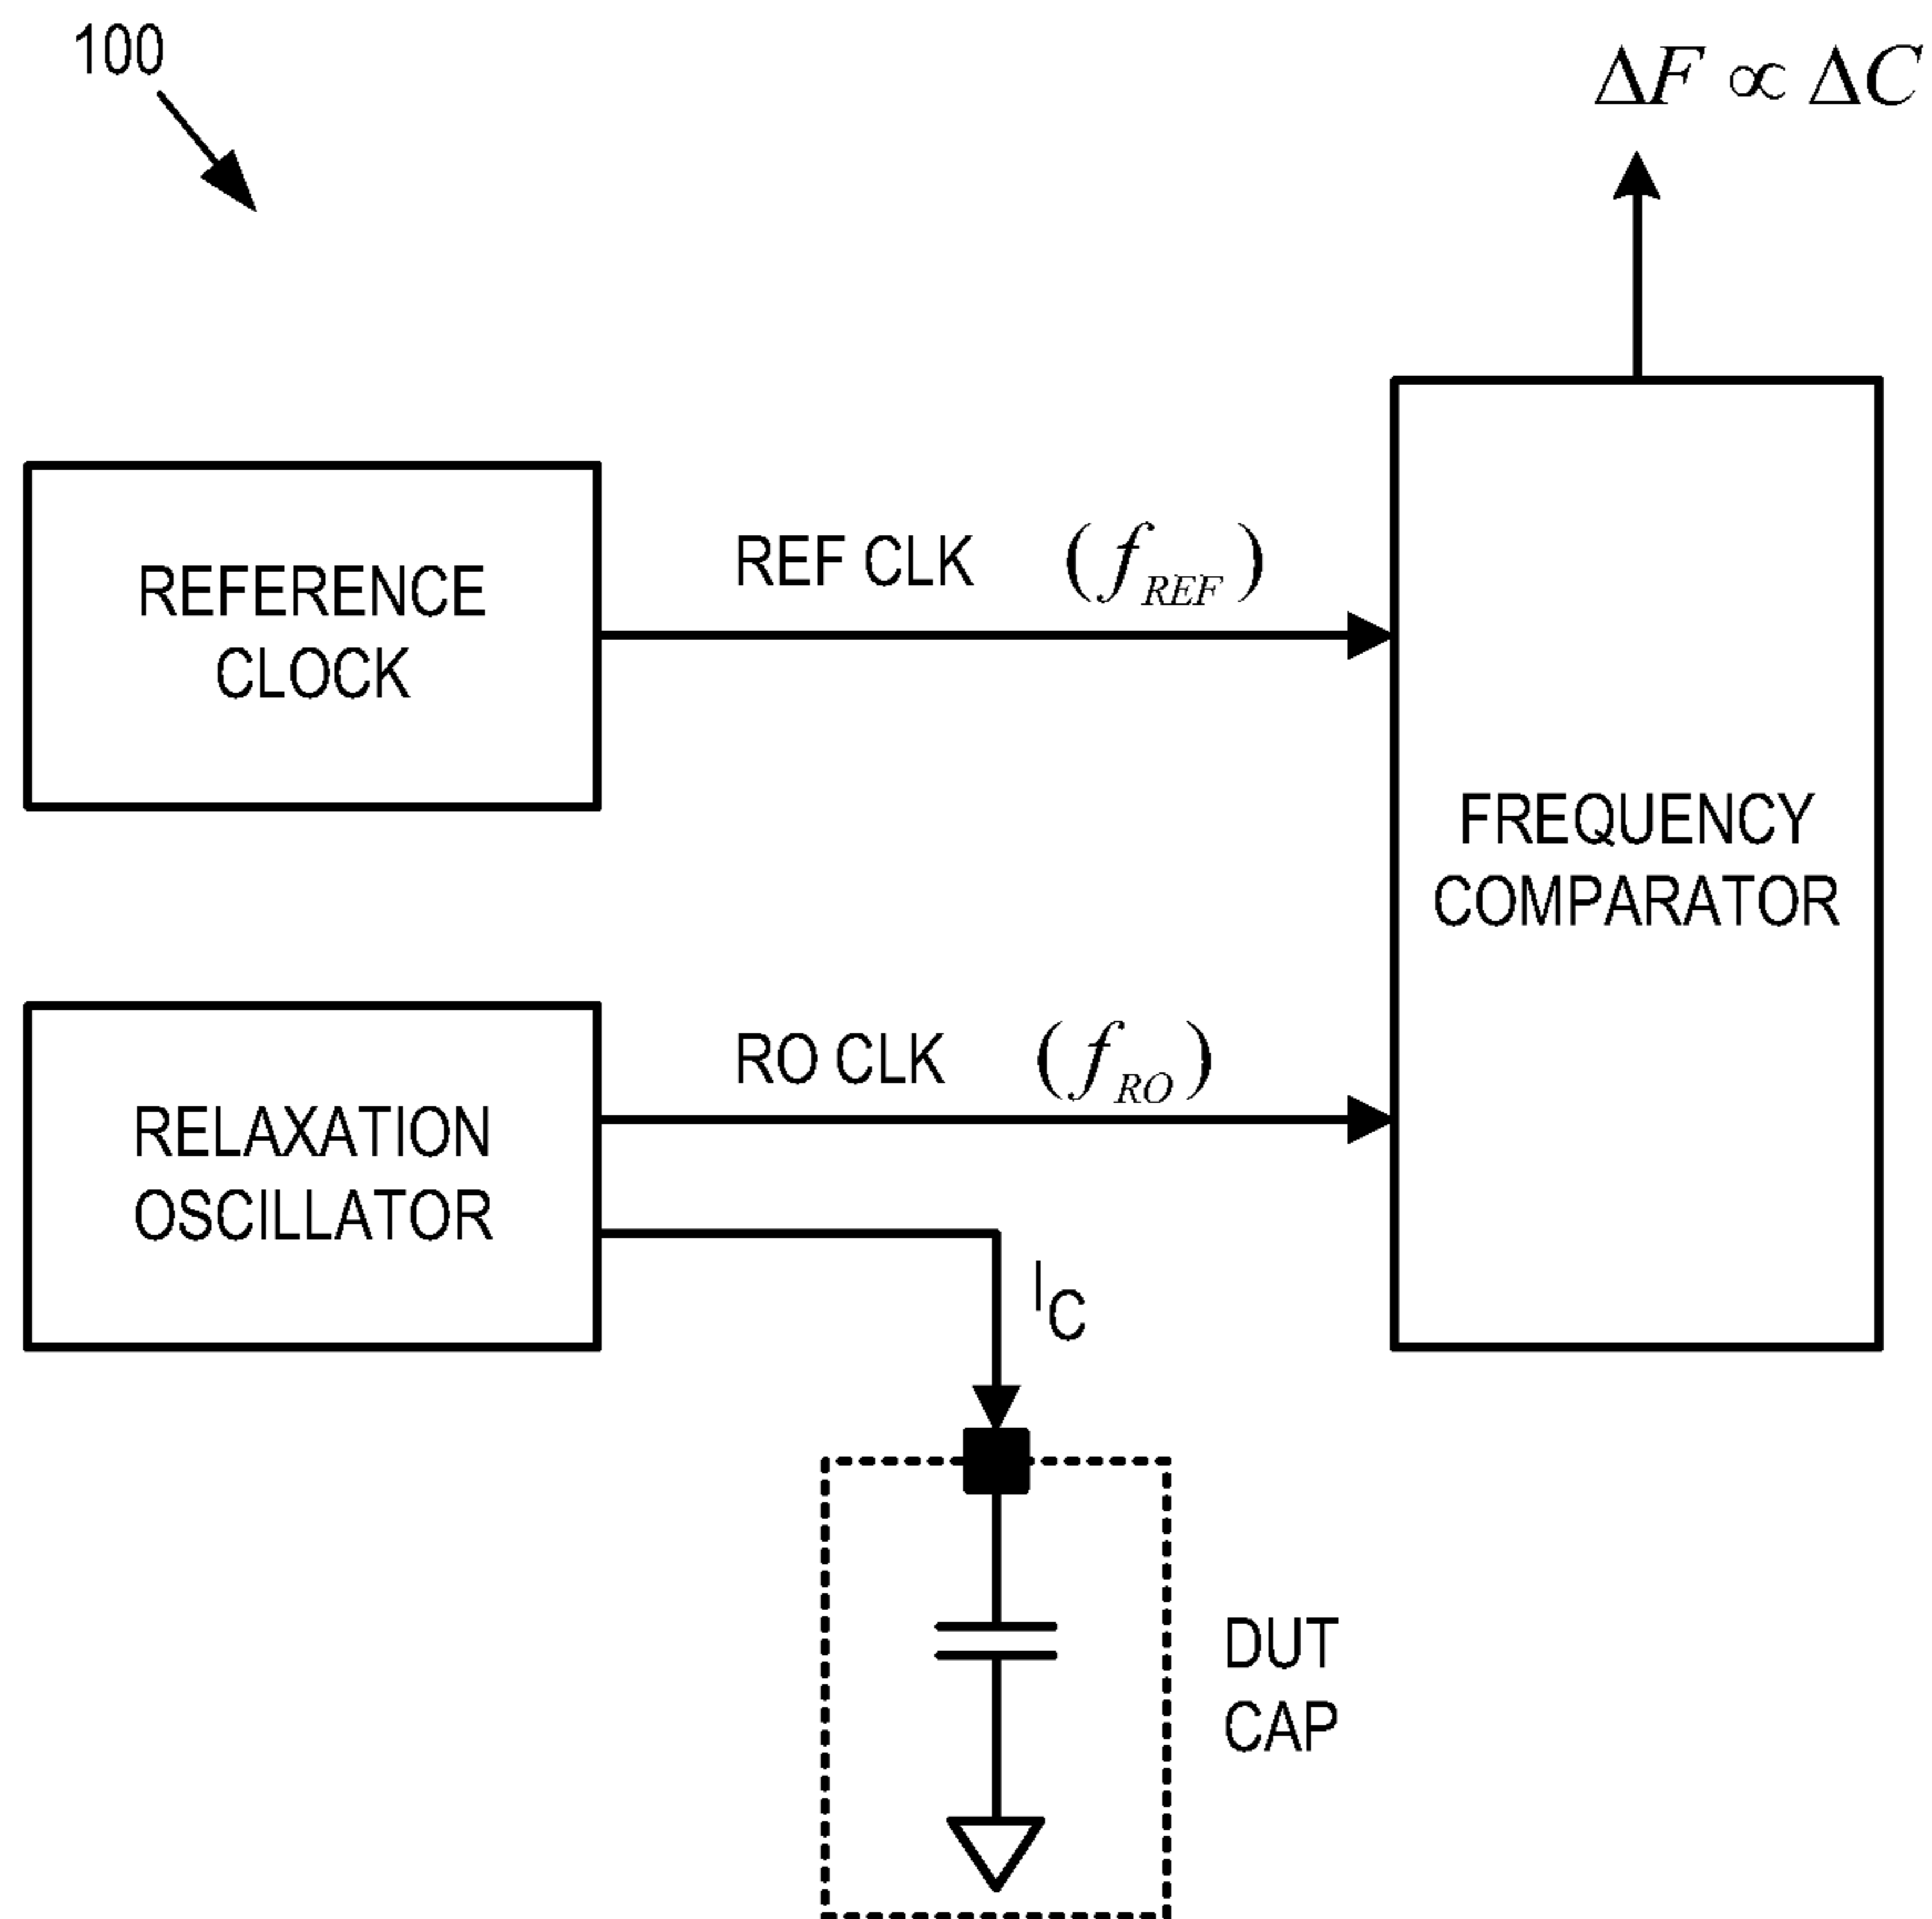 100
ΔF ∝ ΔC
REF CLK (f_REF)
REFERENCE
CLOCK
FREQUENCY
COMPARATOR
RO CLK (f_RO)
RELAXATION
OSCILLATOR
I_C
DUT
CAP